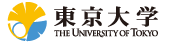 東京大学
THE UNIVERSITY OF TOKYO